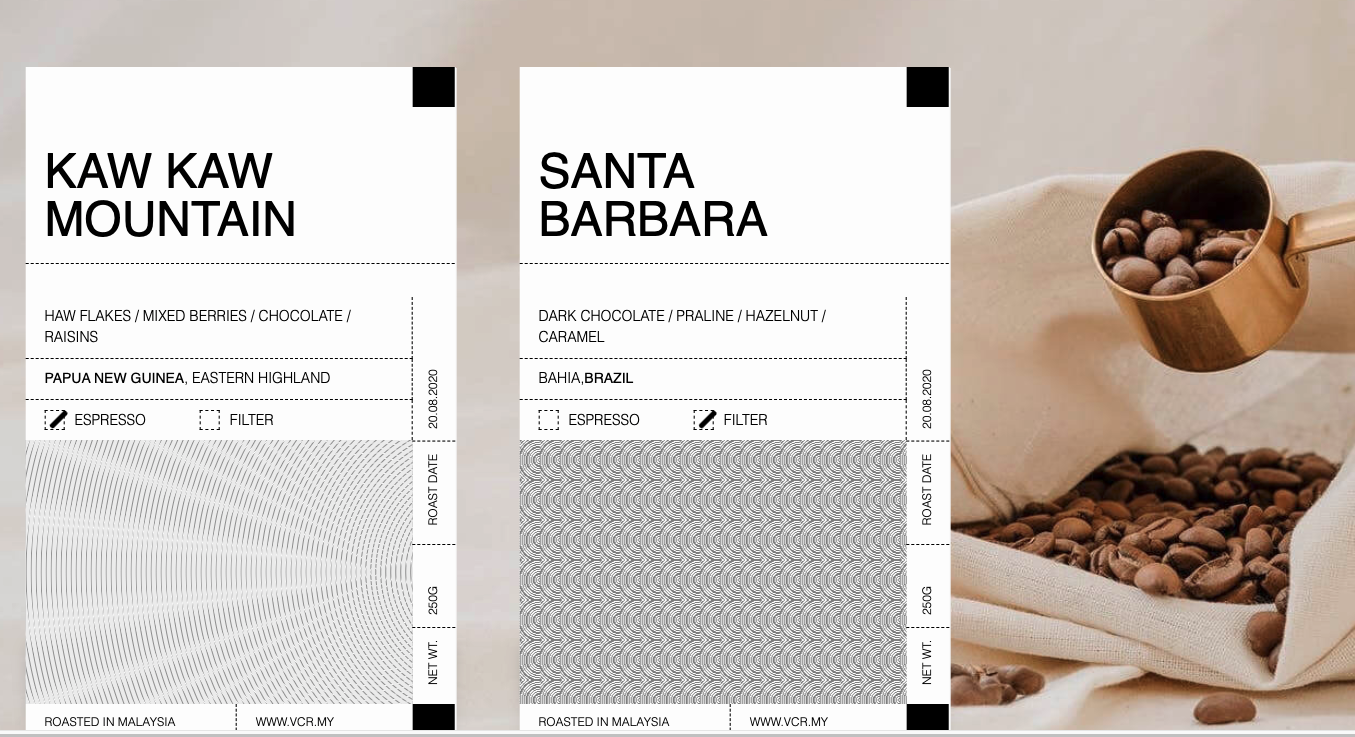 KAW KAW
MOUNTAIN
HAW FLAKES / MIXED BERRIES / CHOCOLATE /
RAISINS
PAPUA NEW GUINEA, EASTERN HIGHLAND
ESPRESSO FILTER
20.08.2020
ROAST DATE
250G
NET WT.
ROASTED IN MALAYSIA WWW.VCR.MY
SANTA
BARBARA
DARK CHOCOLATE / PRALINE / HAZELNUT /
CARAMEL
BAHIA,BRAZIL
ESPRESSO FILTER
20.08.2020
ROAST DATE
250G
NET WT.
ROASTED IN MALAYSIA WWW.VCR.MY